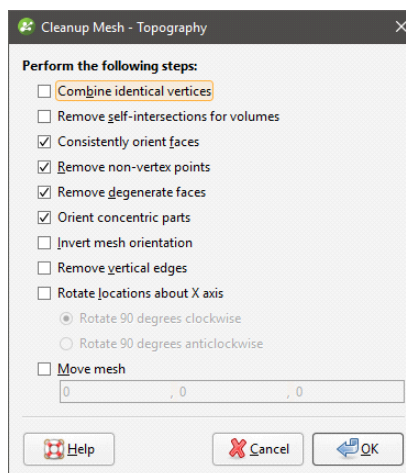 Cleanup Mesh - Topography
Perform the following steps:
Combine identical vertices
Remove self-intersections for volumes
Consistently orient faces
Remove non-vertex points
Remove degenerate faces
Orient concentric parts
Invert mesh orientation
Remove vertical edges
Rotate locations about X axis
Rotate 90 degrees clockwise
Rotate 90 degrees anticlockwise
Move mesh
0 , 0 , 0
Help Cancel OK